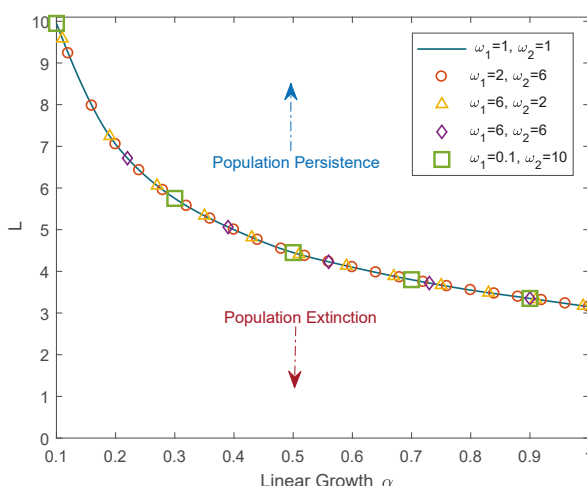 10
9
8
7
6
5
4
3
2
1
0
L
ω₁=1, ω₂=1
ω₁=2, ω₂=6
ω₁=6, ω₂=2
ω₁=6, ω₂=6
ω₁=0.1, ω₂=10
Population Persistence
Population Extinction
0.1 0.2 0.3 0.4 0.5 0.6 0.7 0.8 0.9 1
Linear Growth α